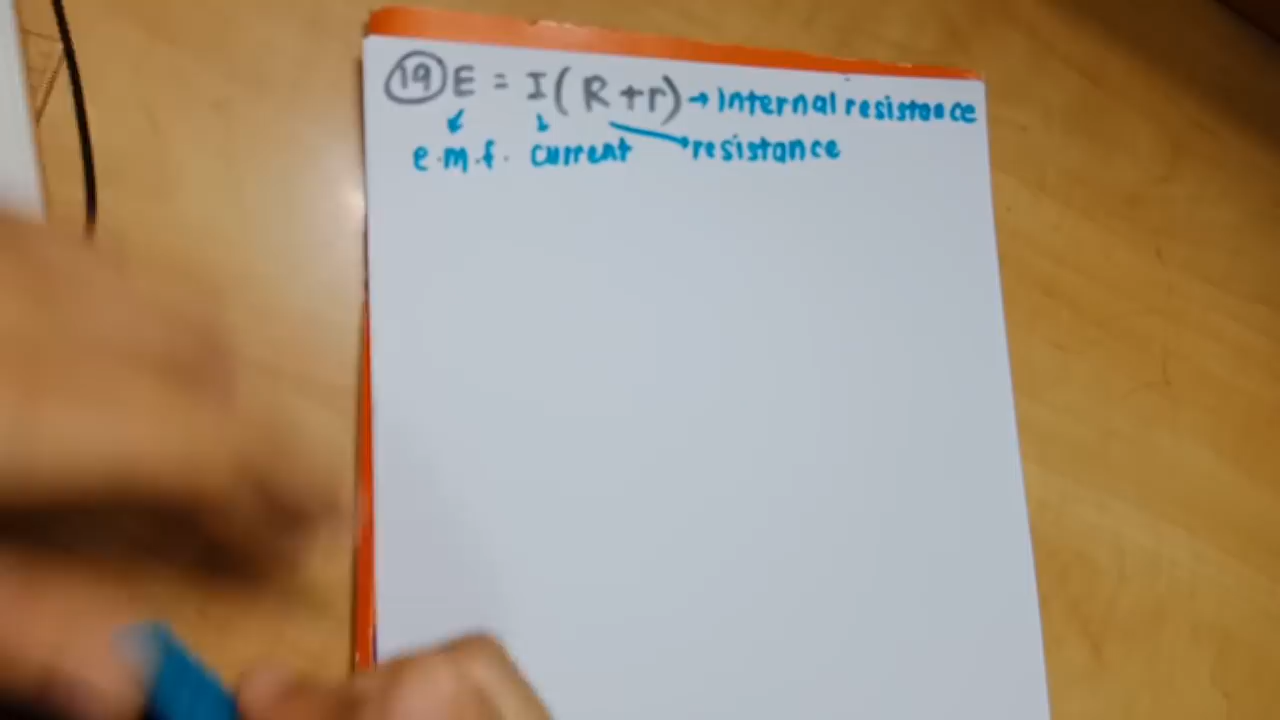 ⑲ E = I ( R + r) → Internal resistance
e.m.f. current resistance